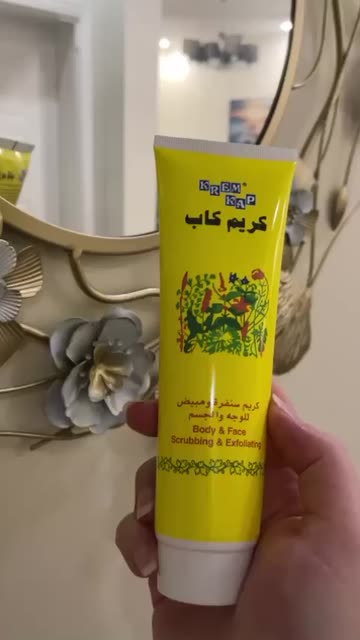 KREM®
KAP
كريم كاب
كريم سنفرة ومبيض
للوجه والجسم
Body & Face
Scrubbing & Exfoliating